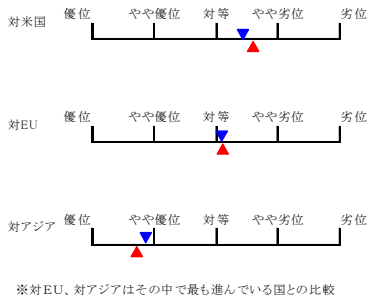 優位 やや優位 対等 やや劣位 劣位
対米国
優位 やや優位 対等 やや劣位 劣位
対EU
優位 やや優位 対等 やや劣位 劣位
対アジア
※対EU、対アジアはその中で最も進んでいる国との比較